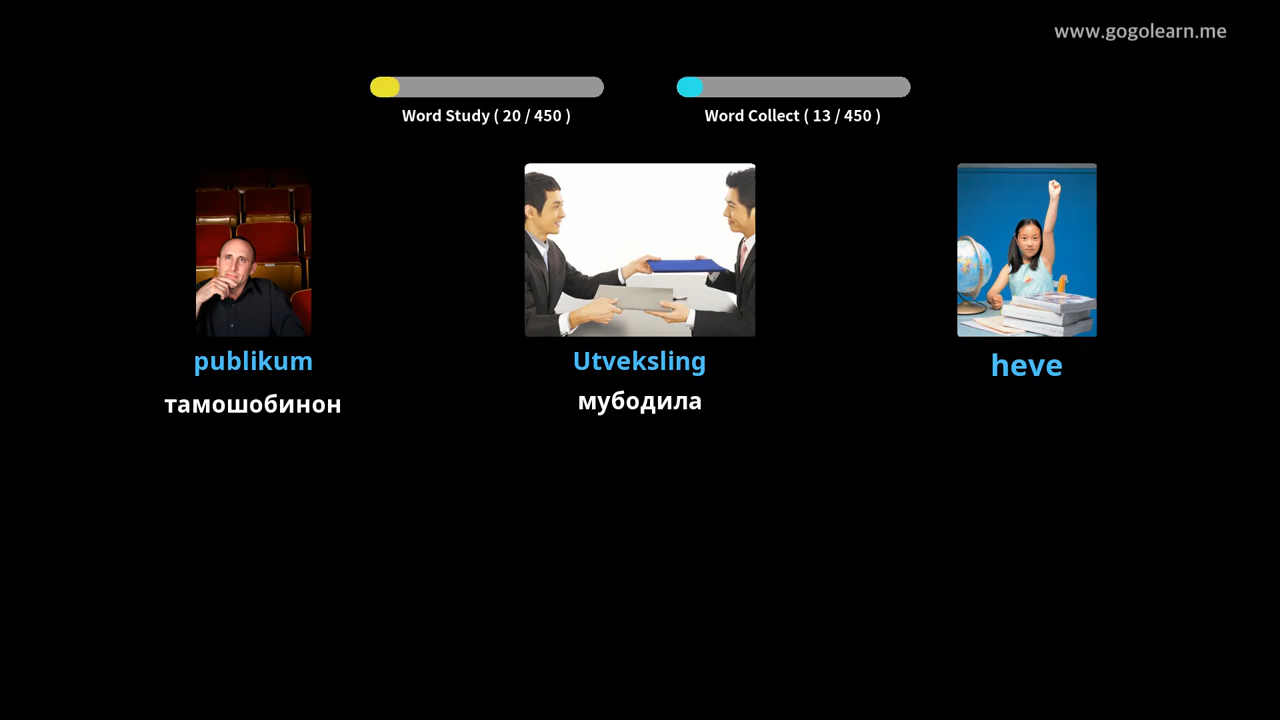 www.gogolearn.me
Word Study ( 20 / 450 )
Word Collect ( 13 / 450 )
publikum
Utveksling
heve
тамошобинон
мубодила